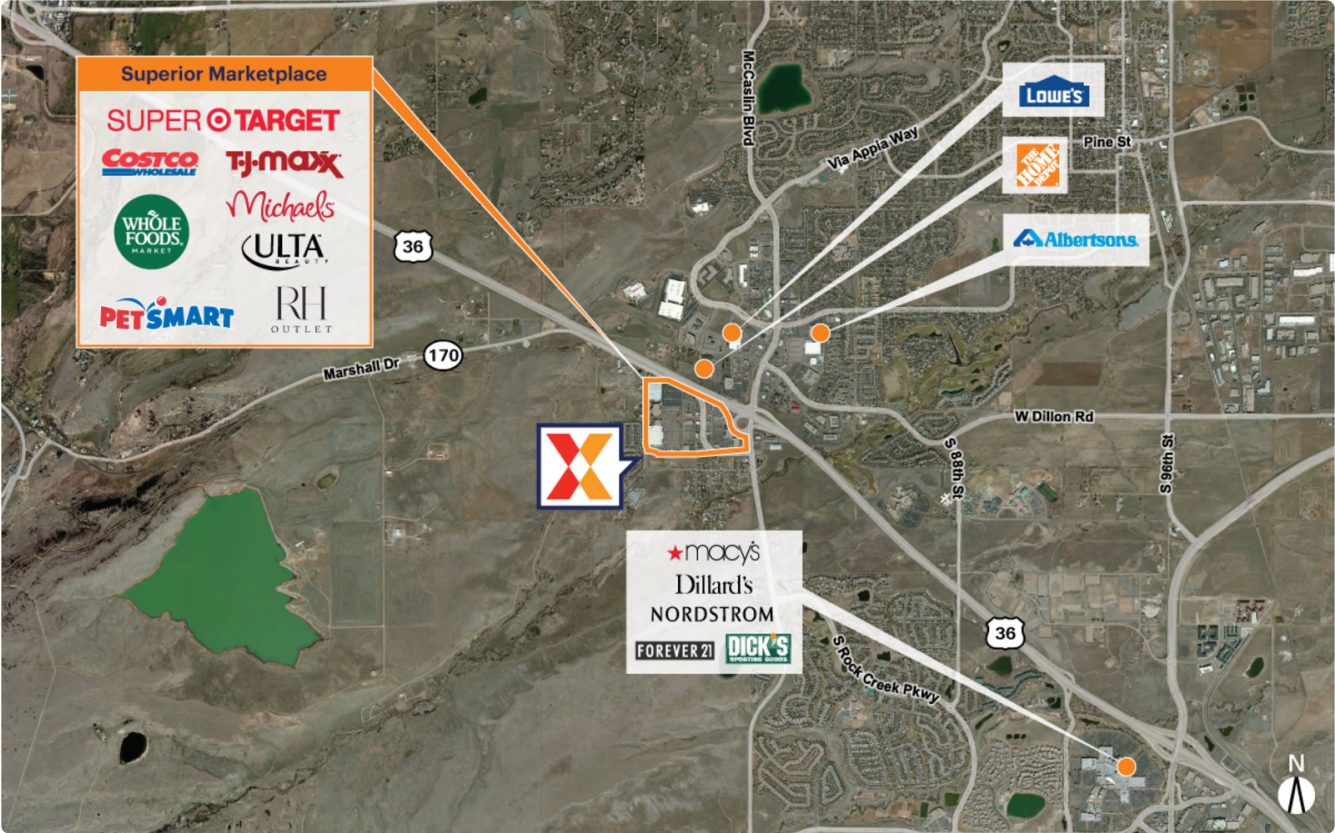 Superior Marketplace
SUPER TARGET
COSTCO
WHOLESALE
T·J·maxx
WHOLE
FOODS
MARKET
Michaels
ULTA
BEAUTY
PETSMART
RH
OUTLET
36
170
Marshall Dr
McCaslin Blvd
Via Appia Way
LOWE'S
Pine St
THE
HOME
DEPOT
Albertsons
W Dillon Rd
S 88th St
S 96th St
X
macy's
Dillard's
NORDSTROM
FOREVER 21
DICK'S
SPORTING GOODS
S Rock Creek Pkwy
36
N